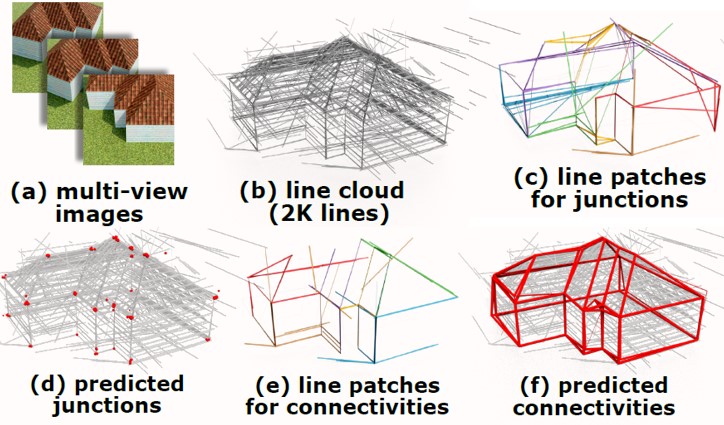 (a) multi-view
images
(b) line cloud
(2K lines)
(c) line patches
for junctions
(d) predicted
junctions
(e) line patches
for connectivities
(f) predicted
connectivities